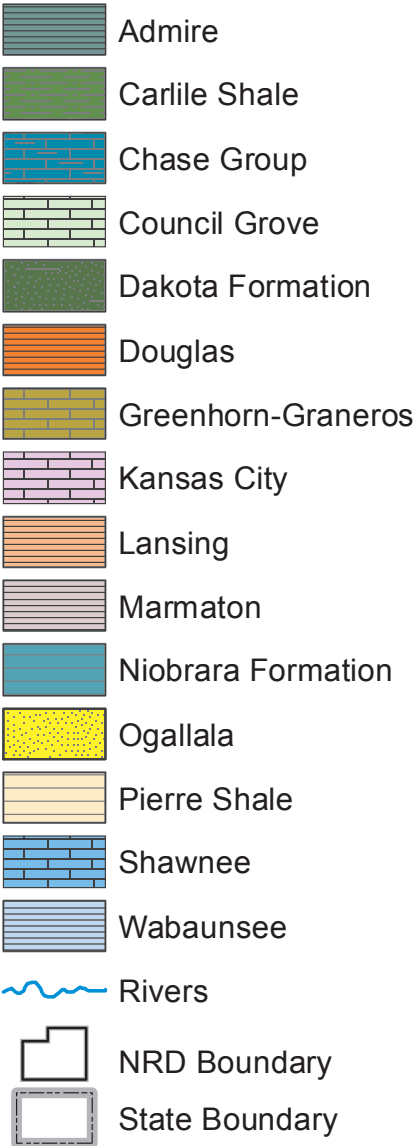 Admire
Carlile Shale
Chase Group
Council Grove
Dakota Formation
Douglas
Greenhorn-Graneros
Kansas City
Lansing
Marmaton
Niobrara Formation
Ogallala
Pierre Shale
Shawnee
Wabaunsee
Rivers
NRD Boundary
State Boundary